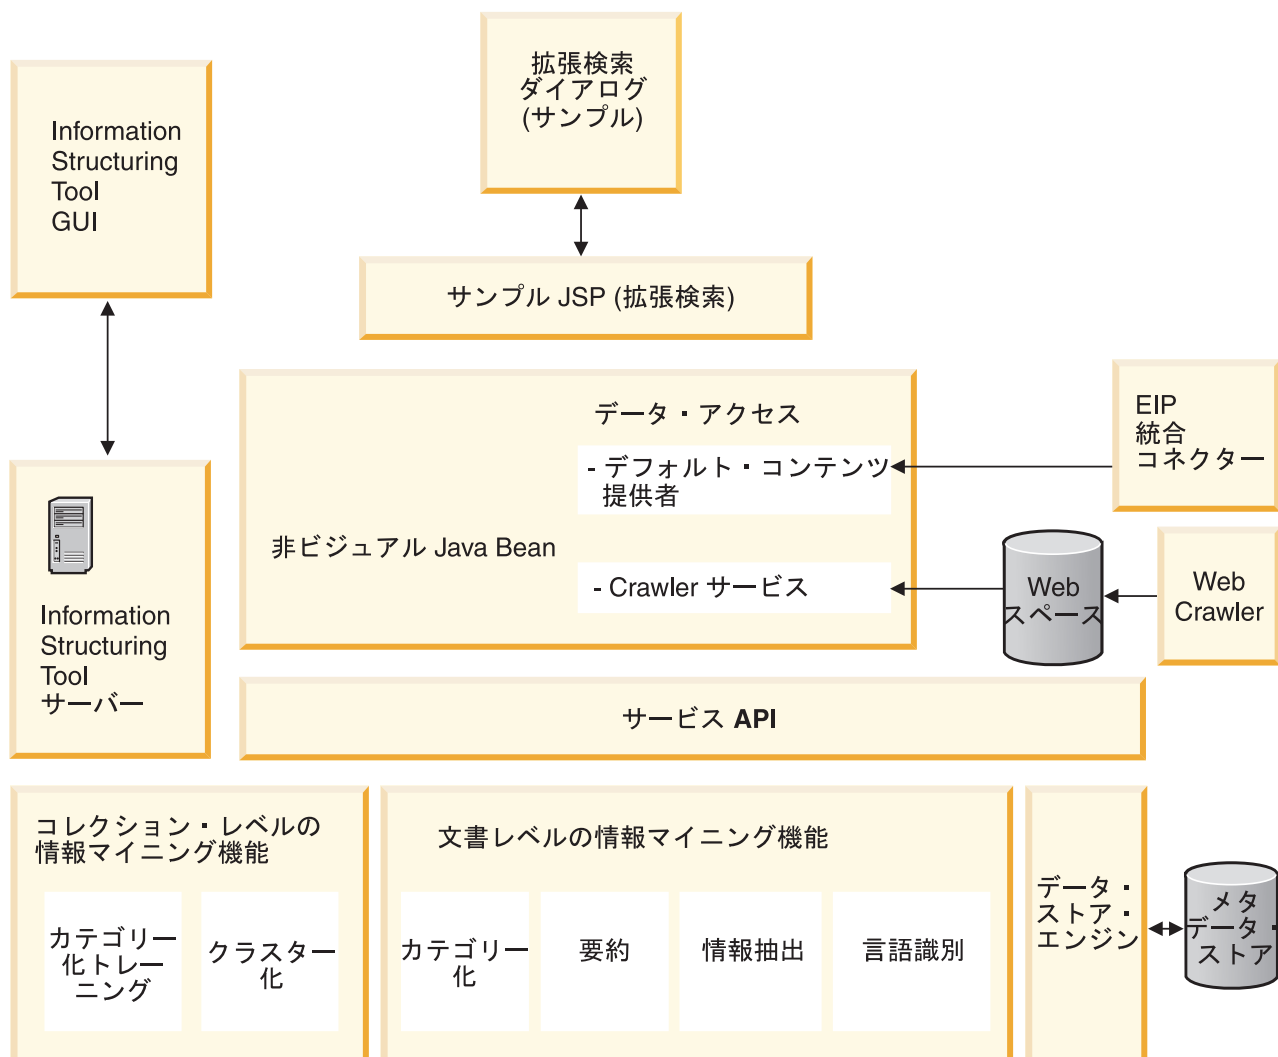 拡張検索
ダイアログ
(サンプル)
Information
Structuring
Tool
GUI
サンプル JSP (拡張検索)
データ・アクセス
- デフォルト・コンテンツ
提供者
非ビジュアル Java Bean
- Crawler サービス
EIP
統合
コネクター
Web
スペース
Web
Crawler
Information
Structuring
Tool
サーバー
サービス API
コレクション・レベルの
情報マイニング機能
カテゴリー
化トレー
ニング
クラスター
化
文書レベルの情報マイニング機能
カテゴリー
化
要約
情報抽出
言語識別
データ・
ストア・
エンジン
メタ
データ・
ストア